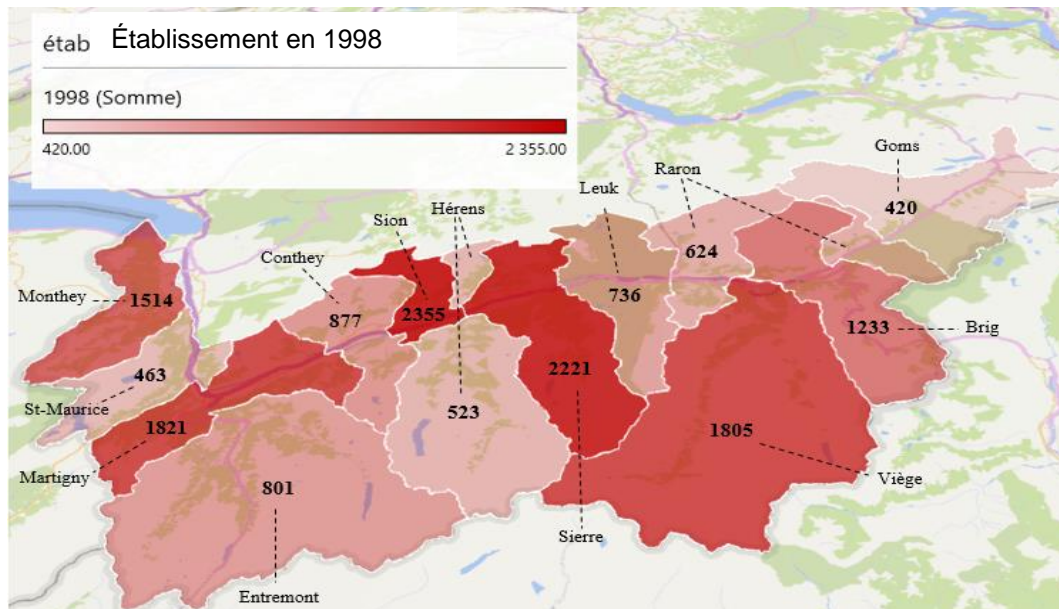 étab Établissement en 1998
1998 (Somme)
420.00 2 355.00
Goms
Raron
Leuk
420
Hérens
Sion
624
Conthey
Monthey
1514
736
2355
877
1233
Brig
463
2221
St-Maurice
523
1821
1805
Martigny
801
Viège
Sierre
Entremont